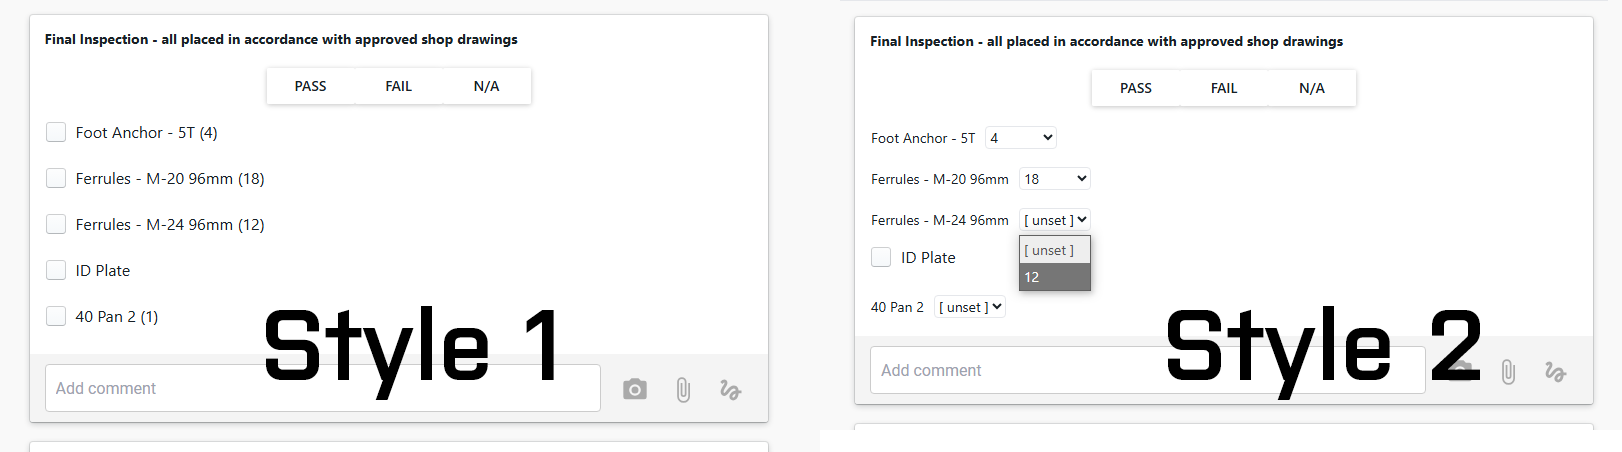 Final Inspection - all placed in accordance with approved shop drawings
PASS FAIL N/A
Foot Anchor - 5T (4)
Ferrules - M-20 96mm (18)
Ferrules - M-24 96mm (12)
ID Plate
40 Pan 2 (1)
Style 1
Add comment
Final Inspection - all placed in accordance with approved shop drawings
PASS FAIL N/A
Foot Anchor - 5T 4
Ferrules - M-20 96mm 18
Ferrules - M-24 96mm [ unset ]
[ unset ]
12
ID Plate
40 Pan 2 [ unset ]
Style 2
Add comment